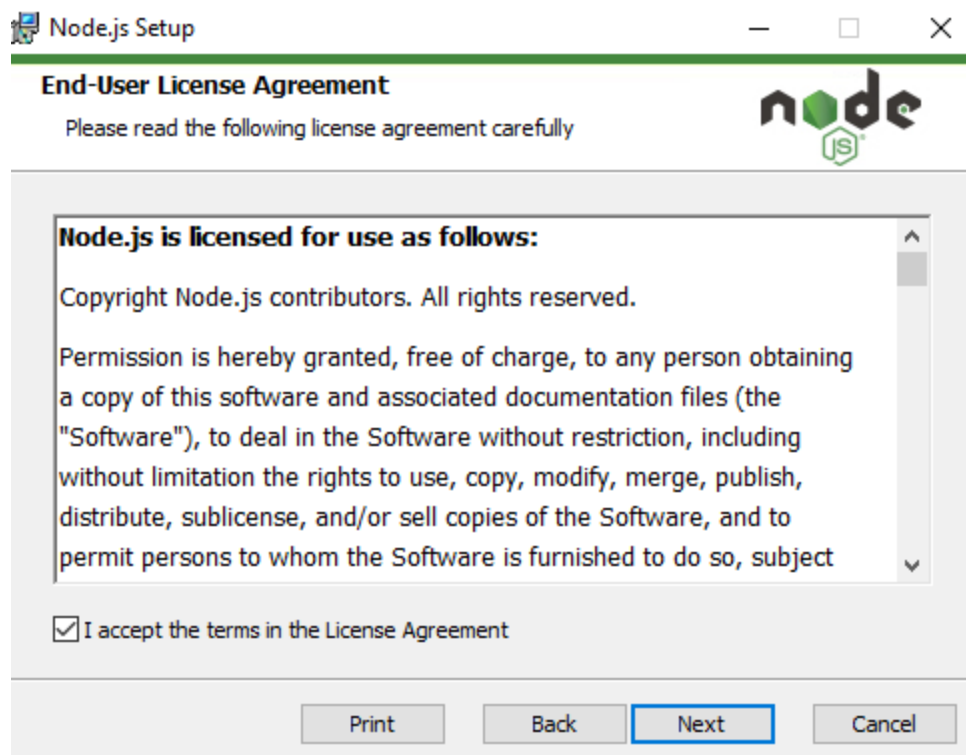 Node.js Setup
End-User License Agreement
Please read the following license agreement carefully
node
JS
Node.js is licensed for use as follows:
Copyright Node.js contributors. All rights reserved.
Permission is hereby granted, free of charge, to any person obtaining
a copy of this software and associated documentation files (the
"Software"), to deal in the Software without restriction, including
without limitation the rights to use, copy, modify, merge, publish,
distribute, sublicense, and/or sell copies of the Software, and to
permit persons to whom the Software is furnished to do so, subject
I accept the terms in the License Agreement
Print Back Next Cancel